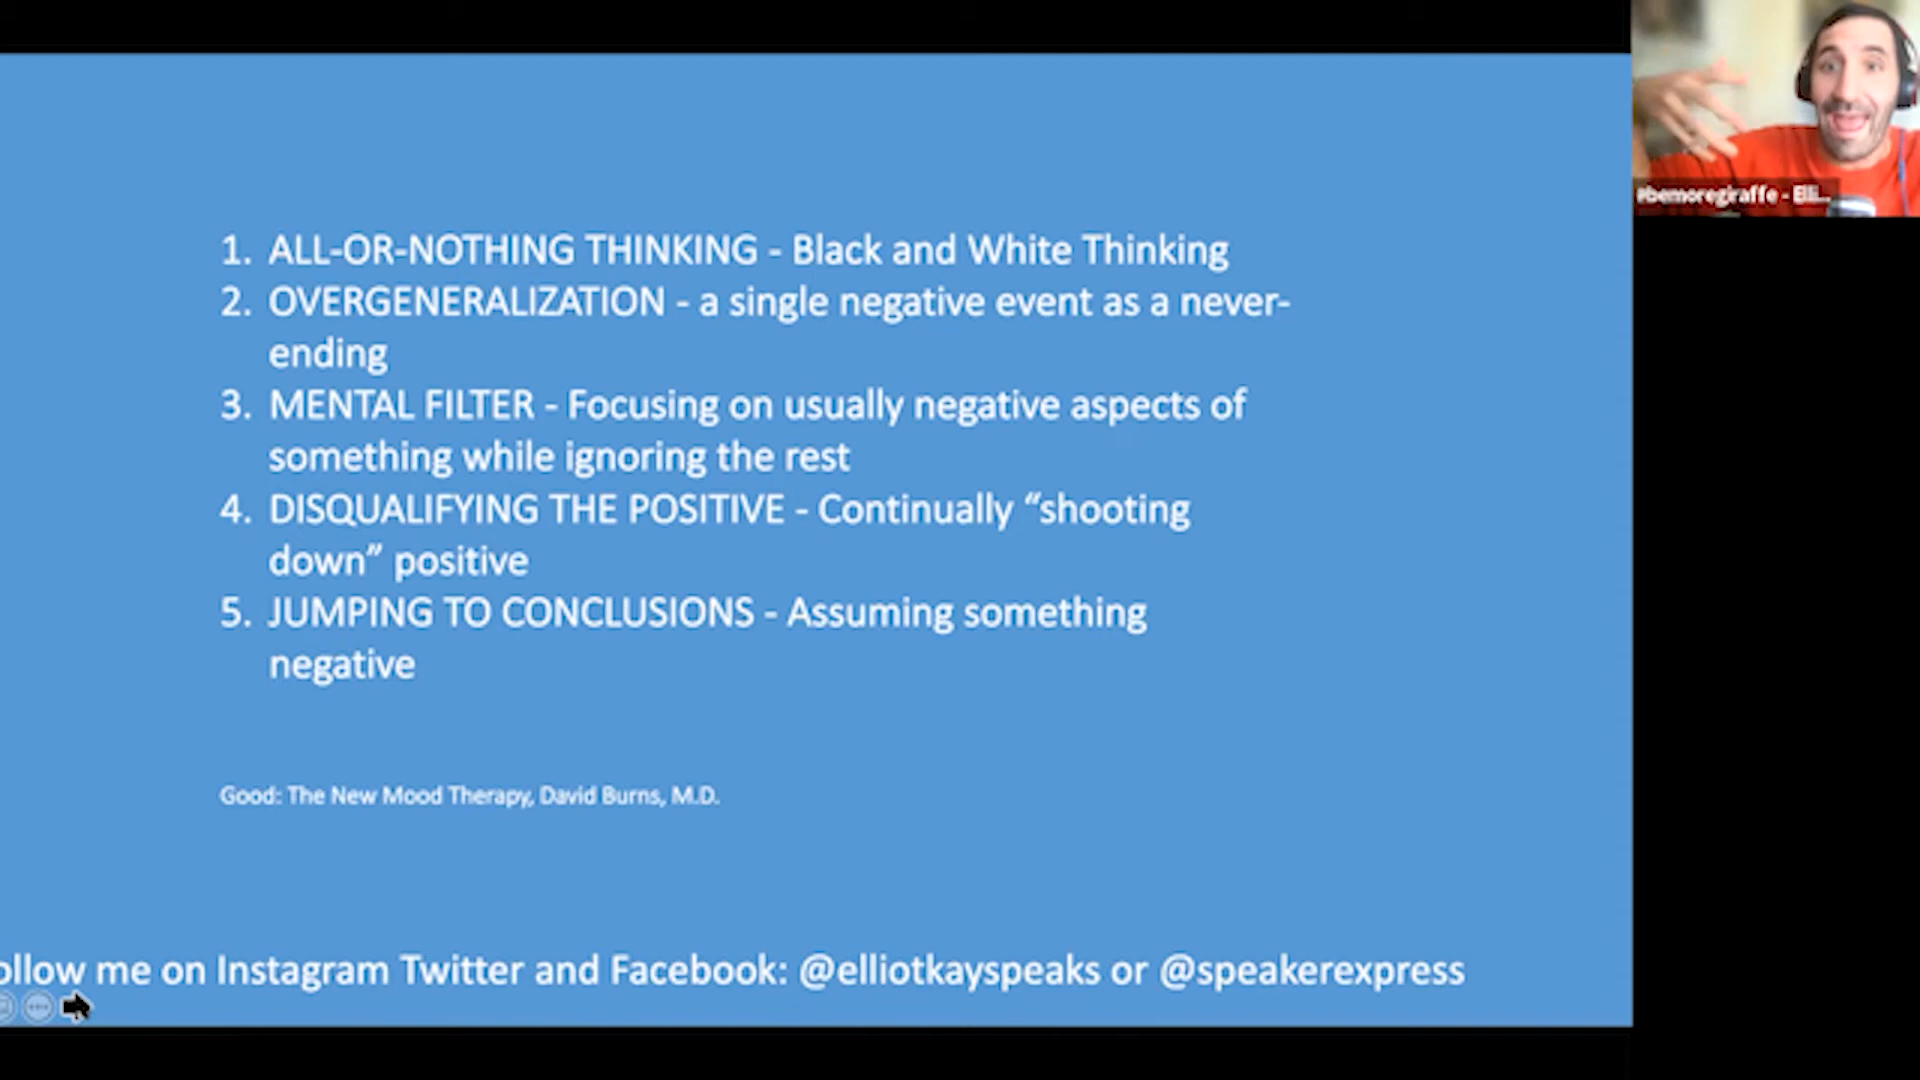 1. ALL-OR-NOTHING THINKING - Black and White Thinking
2. OVERGENERALIZATION - a single negative event as a never-
ending
3. MENTAL FILTER - Focusing on usually negative aspects of
something while ignoring the rest
4. DISQUALIFYING THE POSITIVE - Continually “shooting
down” positive
5. JUMPING TO CONCLUSIONS - Assuming something
negative
Good: The New Mood Therapy, David Burns, M.D.
ollow me on Instagram Twitter and Facebook: @elliotkayspeaks or @speakerexpress
#bemoregiraffe - Elli...